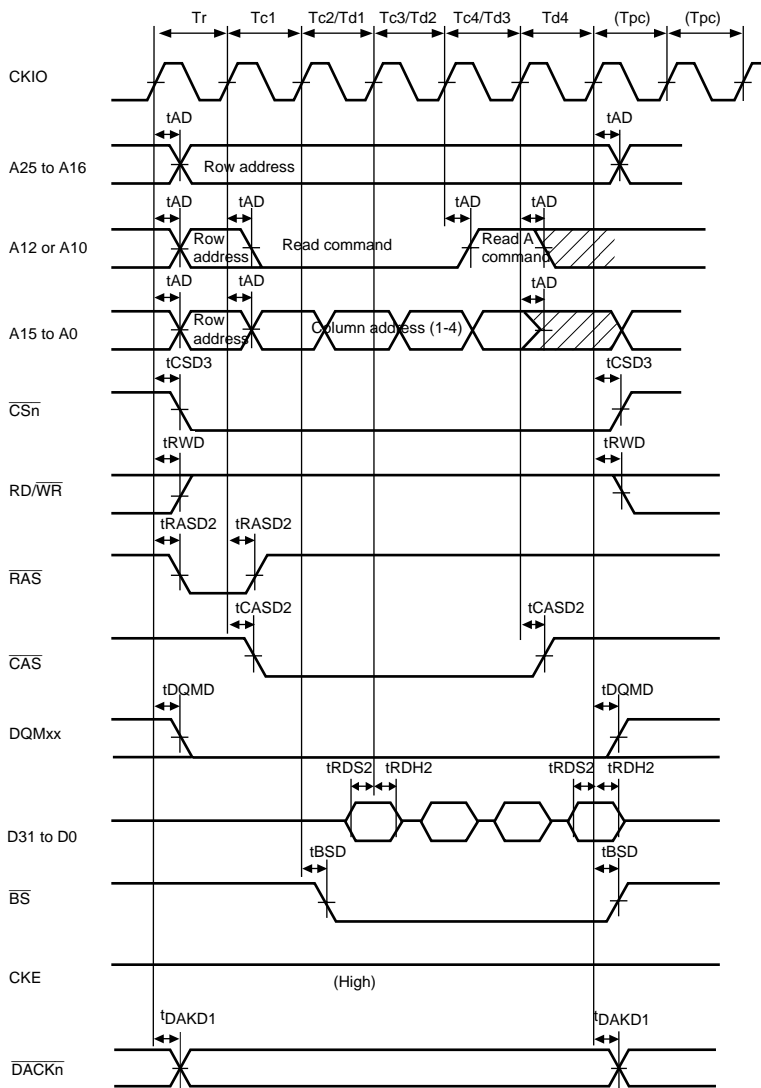 Tr Tc1 Tc2/Td1 Tc3/Td2 Tc4/Td3 Td4 (Tpc) (Tpc)
CKIO
tAD tAD
A25 to A16 Row address
tAD tAD tAD tAD
A12 or A10 Row address Read command Read A command
tAD tAD tAD
A15 to A0 Row address Column address (1-4)
tCSD3 tCSD3
CSn
tRWD tRWD
RD/WR
tRASD2 tRASD2
RAS
tCASD2 tCASD2
CAS
tDQMD tDQMD
DQMxx
tRDS2 tRDH2 tRDS2 tRDH2
D31 to D0
tBSD tBSD
BS
CKE (High)
tDAKD1 tDAKD1
DACKn